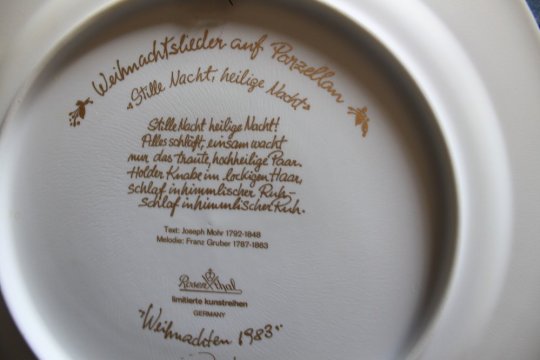 Weihnachtslieder auf Porzellan
«Stille Nacht, heilige Nacht»
Stille Nacht heilige Nacht!
Alles schläft, einsam wacht
nur das traute, hochheilige Paar.
Holder Knabe im lockigen Haar,
schlaf in himmlischer Ruh-
schlaf in himmlischer Ruh.
Text: Joseph Mohr 1792-1848
Melodie: Franz Gruber 1787-1863
Rosenthal
limitierte kunstreihen
GERMANY
"Weihnachten 1983"